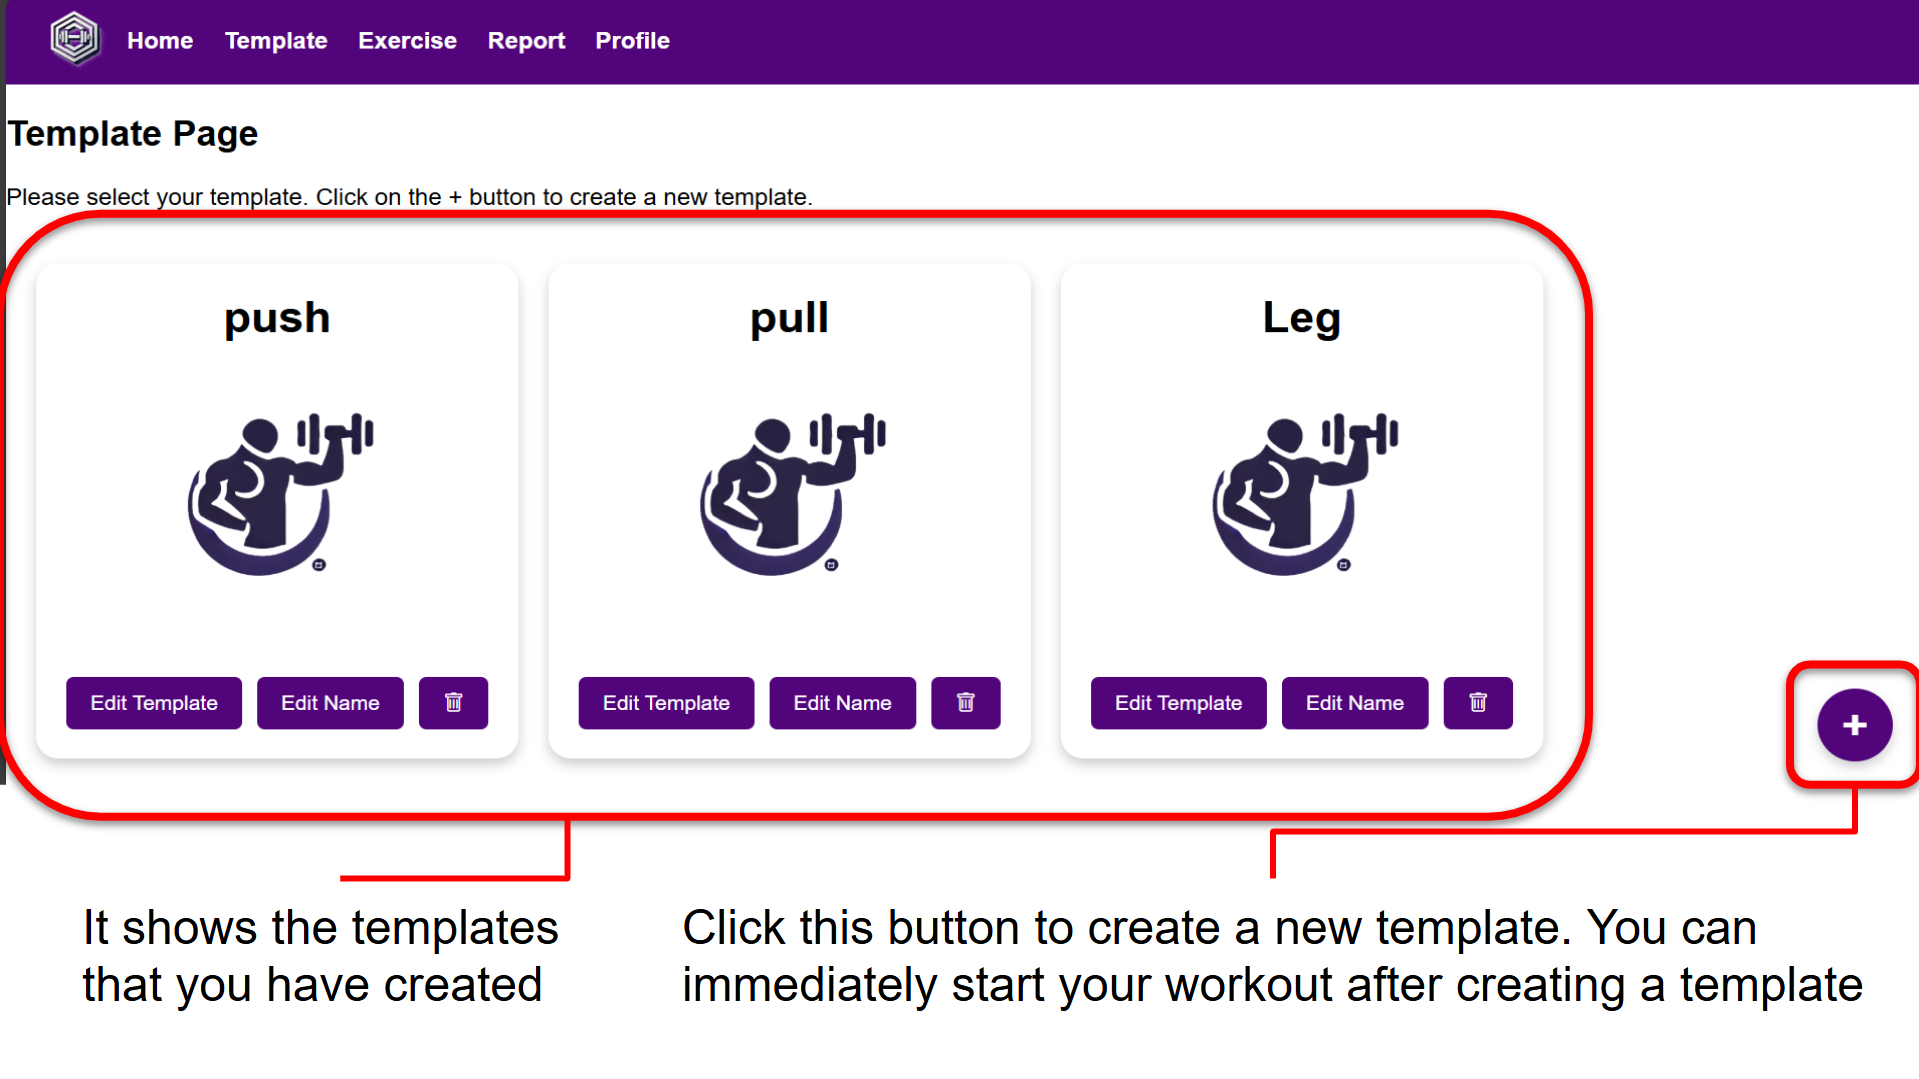 Home Template Exercise Report Profile
Template Page
Please select your template. Click on the + button to create a new template.
push
pull
Leg
Edit Template Edit Name
Edit Template Edit Name
Edit Template Edit Name
+
It shows the templates
that you have created
Click this button to create a new template. You can
immediately start your workout after creating a template